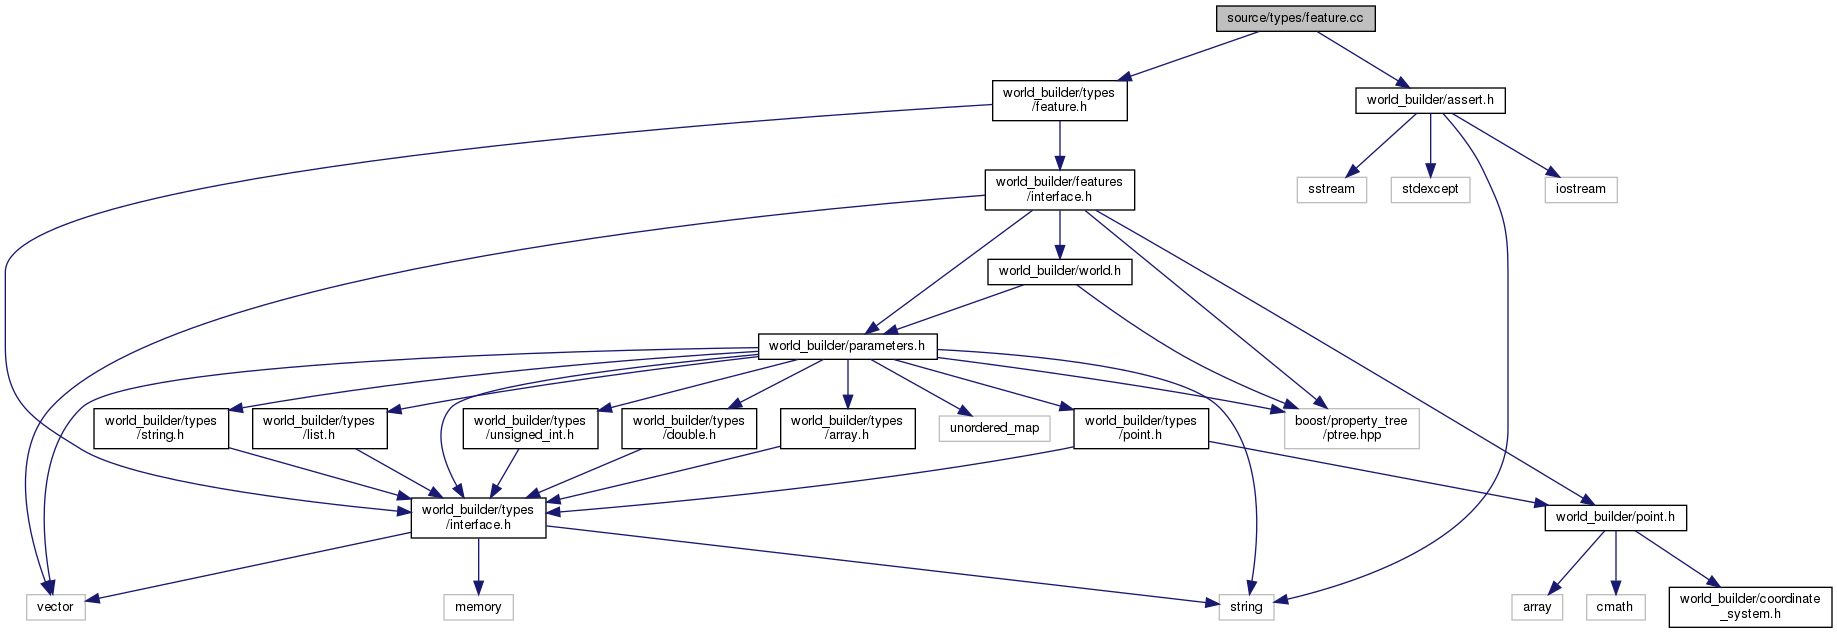 source/types/feature.cc
world_builder/types
/feature.h
world_builder/assert.h
world_builder/features
/interface.h
sstream
stdexcept
iostream
world_builder/world.h
world_builder/parameters.h
world_builder/types
/string.h
world_builder/types
/list.h
world_builder/types
/unsigned_int.h
world_builder/types
/double.h
world_builder/types
/array.h
unordered_map
world_builder/types
/point.h
boost/property_tree
/ptree.hpp
world_builder/types
/interface.h
world_builder/point.h
vector
memory
string
array
cmath
world_builder/coordinate
_system.h